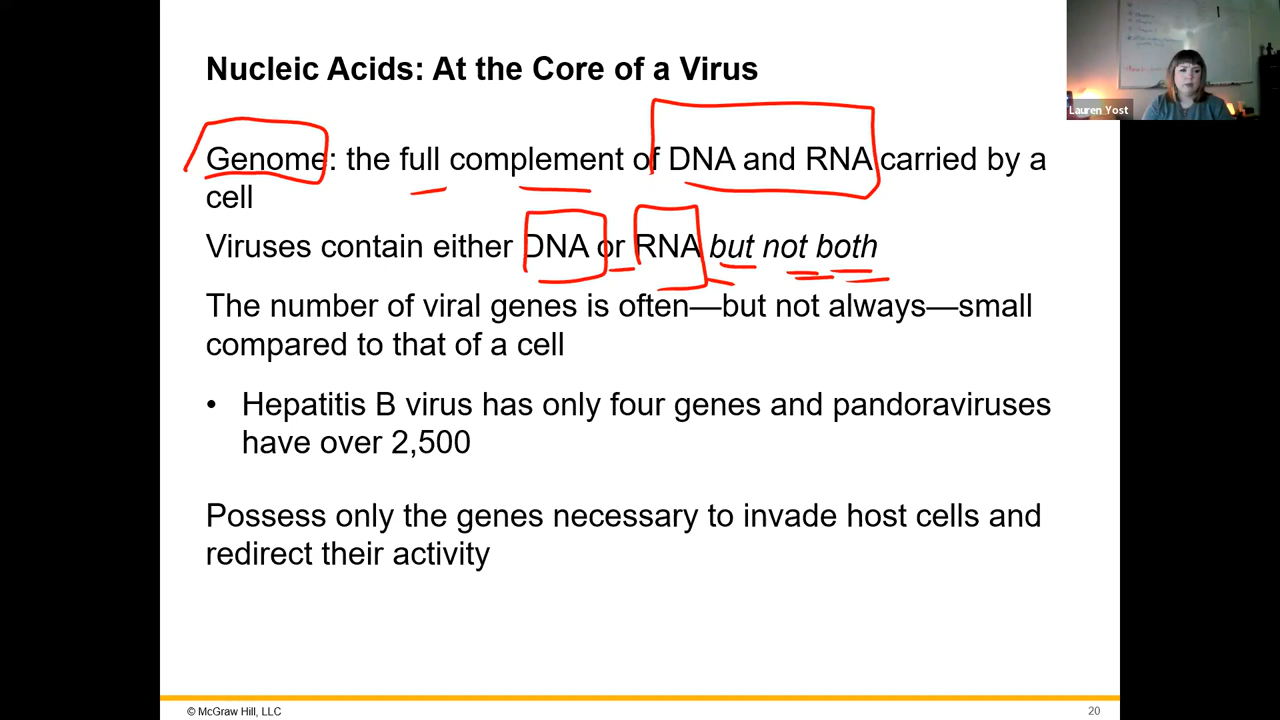 Nucleic Acids: At the Core of a Virus
Lauren Yost
Genome: the full complement of DNA and RNA carried by a
cell
Viruses contain either DNA or RNA but not both
The number of viral genes is often—but not always—small
compared to that of a cell
• Hepatitis B virus has only four genes and pandoraviruses
have over 2,500
Possess only the genes necessary to invade host cells and
redirect their activity
© McGraw Hill, LLC
20